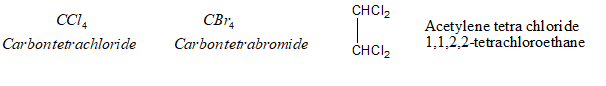 CCl4
Carbontetrachloride
CBr4
Carbontetrabromide
CHCl2
CHCl2
Acetylene tetra chloride
1,1,2,2-tetrachloroethane